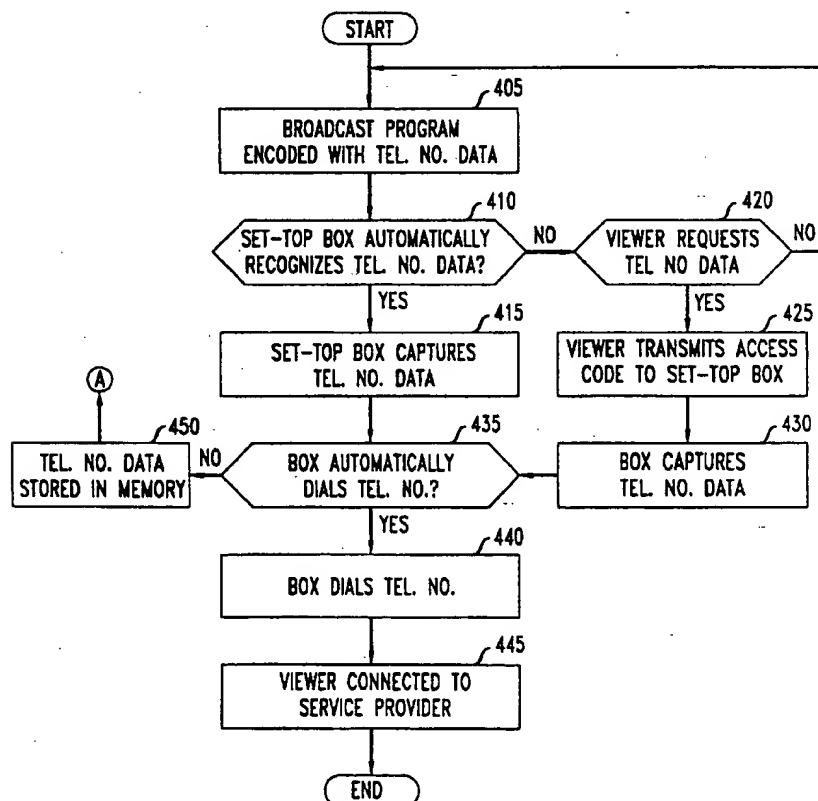 START
405
BROADCAST PROGRAM
ENCODED WITH TEL. NO. DATA
410
SET-TOP BOX AUTOMATICALLY
RECOGNIZES TEL. NO. DATA?
NO
420
VIEWER REQUESTS
TEL NO DATA
NO
YES
YES
415
SET-TOP BOX CAPTURES
TEL. NO. DATA
425
VIEWER TRANSMITS ACCESS
CODE TO SET-TOP BOX
A
450
TEL. NO. DATA
STORED IN MEMORY
NO
435
BOX AUTOMATICALLY
DIALS TEL. NO.?
430
BOX CAPTURES
TEL. NO. DATA
YES
440
BOX DIALS TEL. NO.
445
VIEWER CONNECTED TO
SERVICE PROVIDER
END